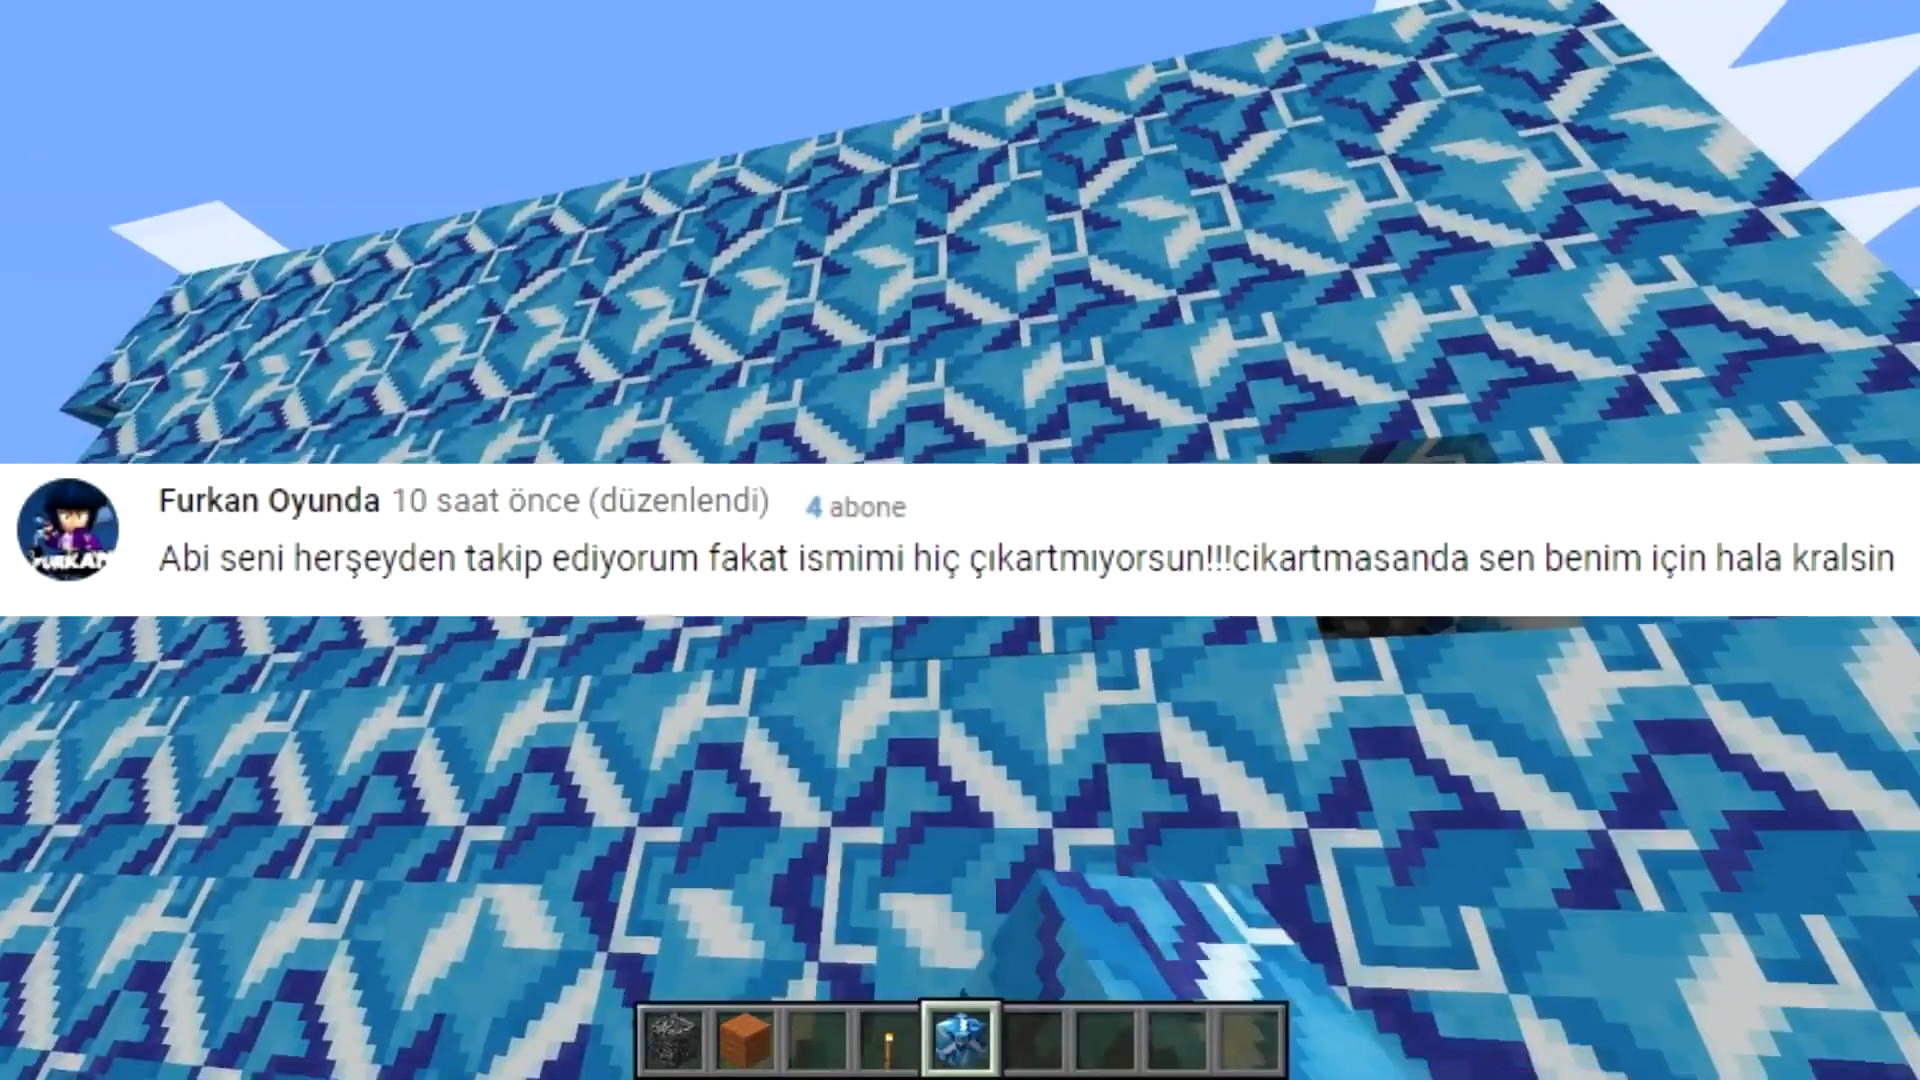 Furkan Oyunda 10 saat önce (düzenlendi) 4 abone
Abi seni herşeyden takip ediyorum fakat ismimi hiç çıkartmıyorsun!!!cikartmasanda sen benim için hala kralsin
FURKAN